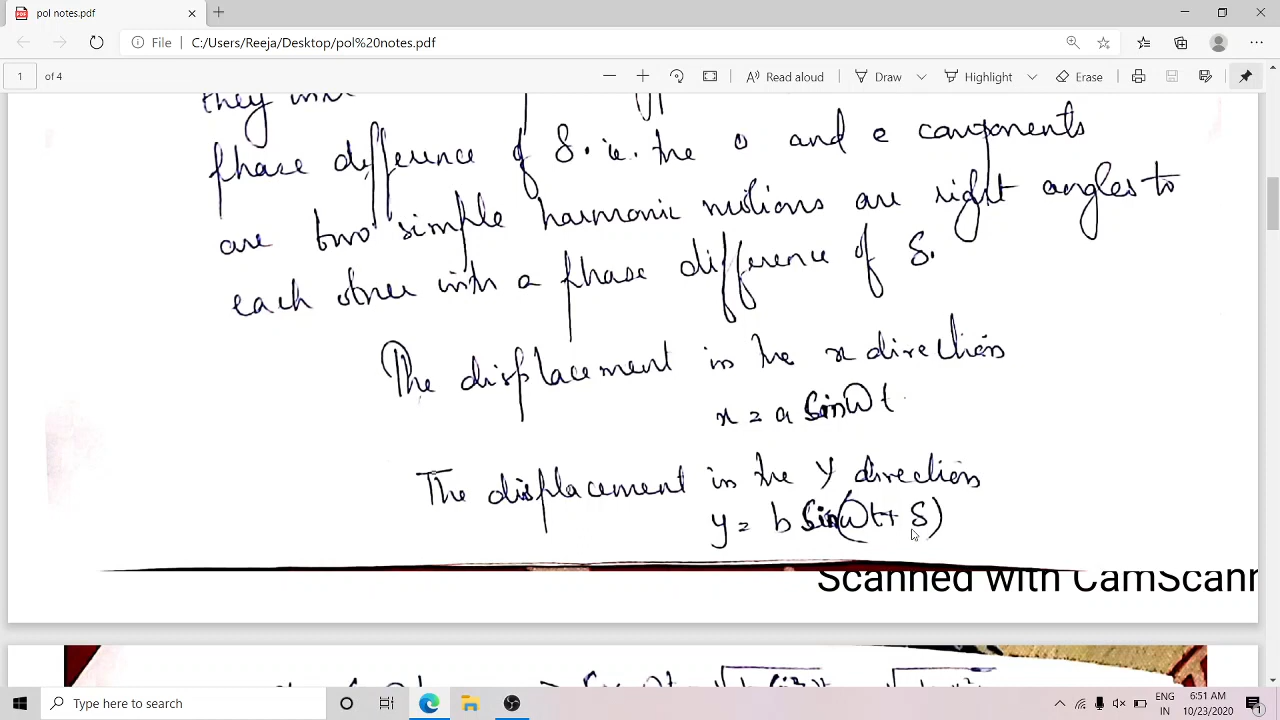 pol notes.pdf
File C:/Users/Reeja/Desktop/pol%20notes.pdf
1 of 4 Read aloud Draw Highlight Erase
they
phase difference of δ. i.e. the o and e components
are two simple harmonic motions are right angles to
each other with a phase difference of δ.
The displacement in the x direction
x = a sinωt
The displacement in the y direction
y = b sin(ωt+ δ)
Scanned with CamScann
Type here to search ENG IN 6:51 AM 10/23/2020